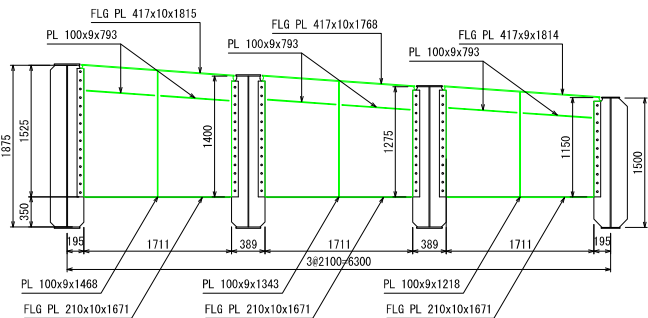 FLG PL 417x10x1815
PL 100x9x793
FLG PL 417x10x1768
PL 100x9x793
FLG PL 417x9x1814
PL 100x9x793
1875
1525
350
1400
1275
1150
1500
195
1711
389
1711
389
1711
195
3@2100=6300
PL 100x9x1468
PL 100x9x1343
PL 100x9x1218
FLG PL 210x10x1671
FLG PL 210x10x1671
FLG PL 210x10x1671